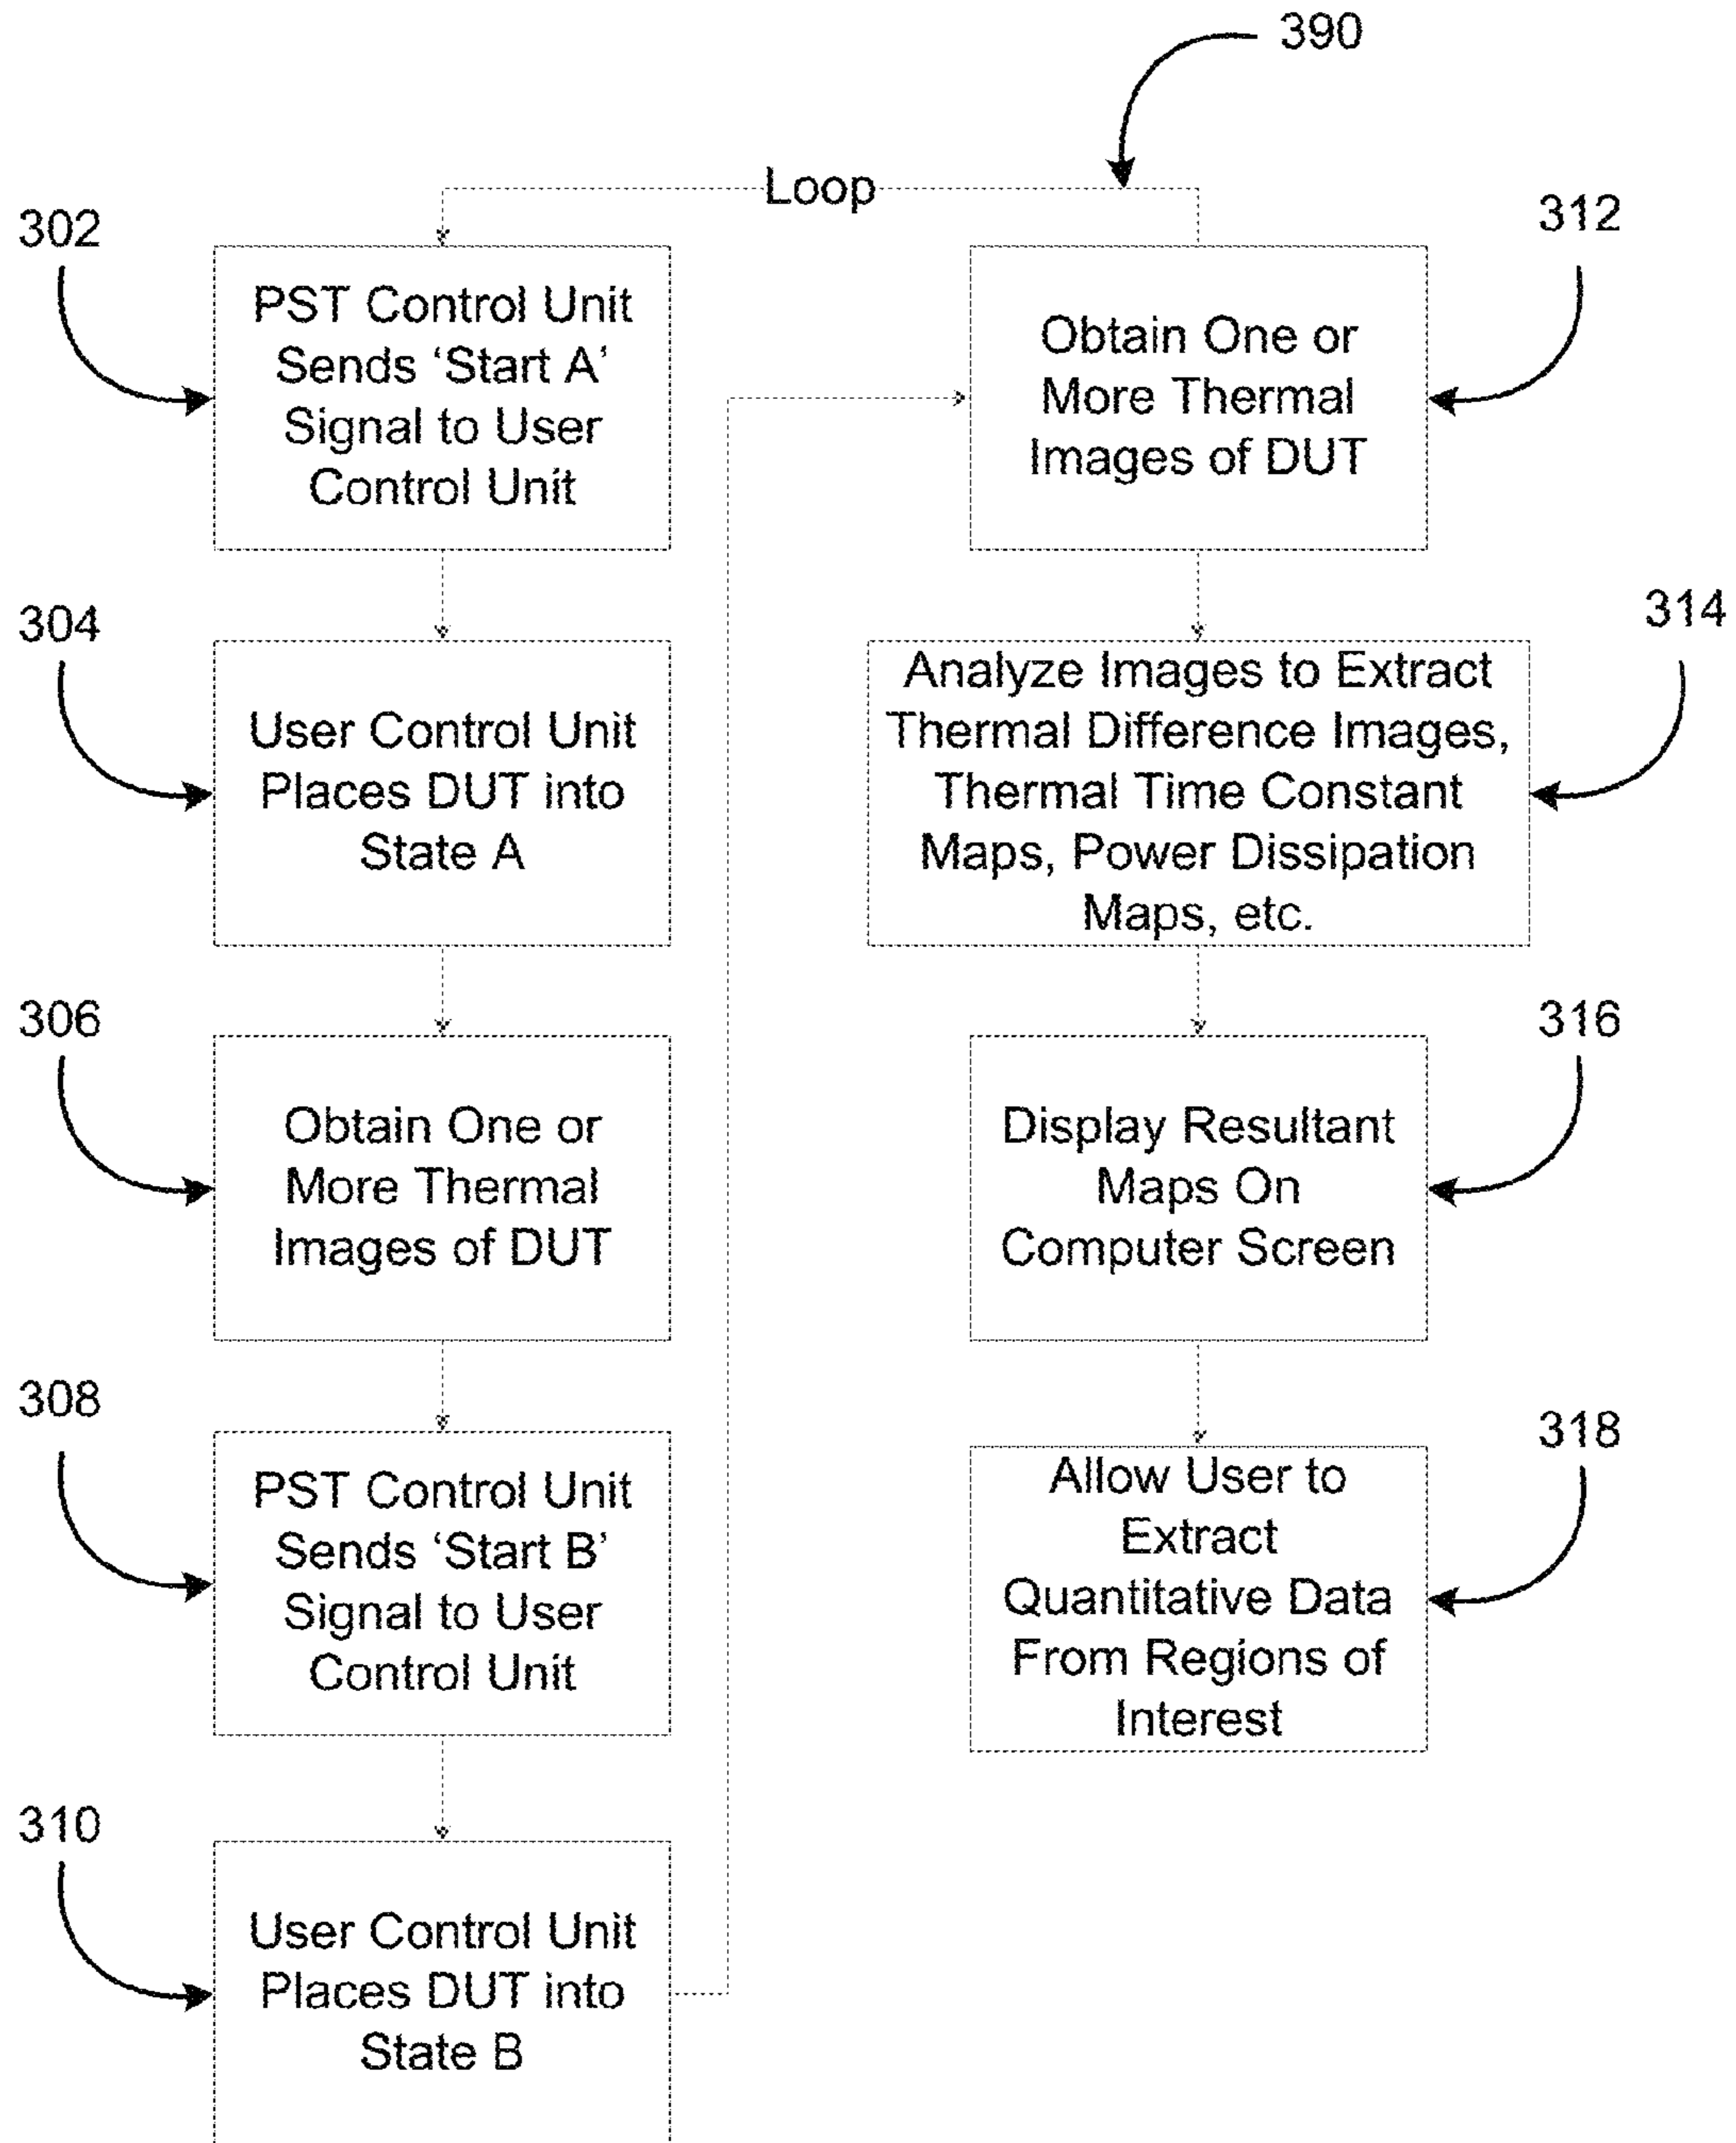 390
Loop
302
PST Control Unit
Sends ‘Start A’
Signal to User
Control Unit
304
User Control Unit
Places DUT into
State A
306
Obtain One or
More Thermal
Images of DUT
308
PST Control Unit
Sends ‘Start B’
Signal to User
Control Unit
310
User Control Unit
Places DUT into
State B
312
Obtain One or
More Thermal
Images of DUT
314
Analyze Images to Extract
Thermal Difference Images,
Thermal Time Constant
Maps, Power Dissipation
Maps, etc.
316
Display Resultant
Maps On
Computer Screen
318
Allow User to
Extract
Quantitative Data
From Regions of
Interest